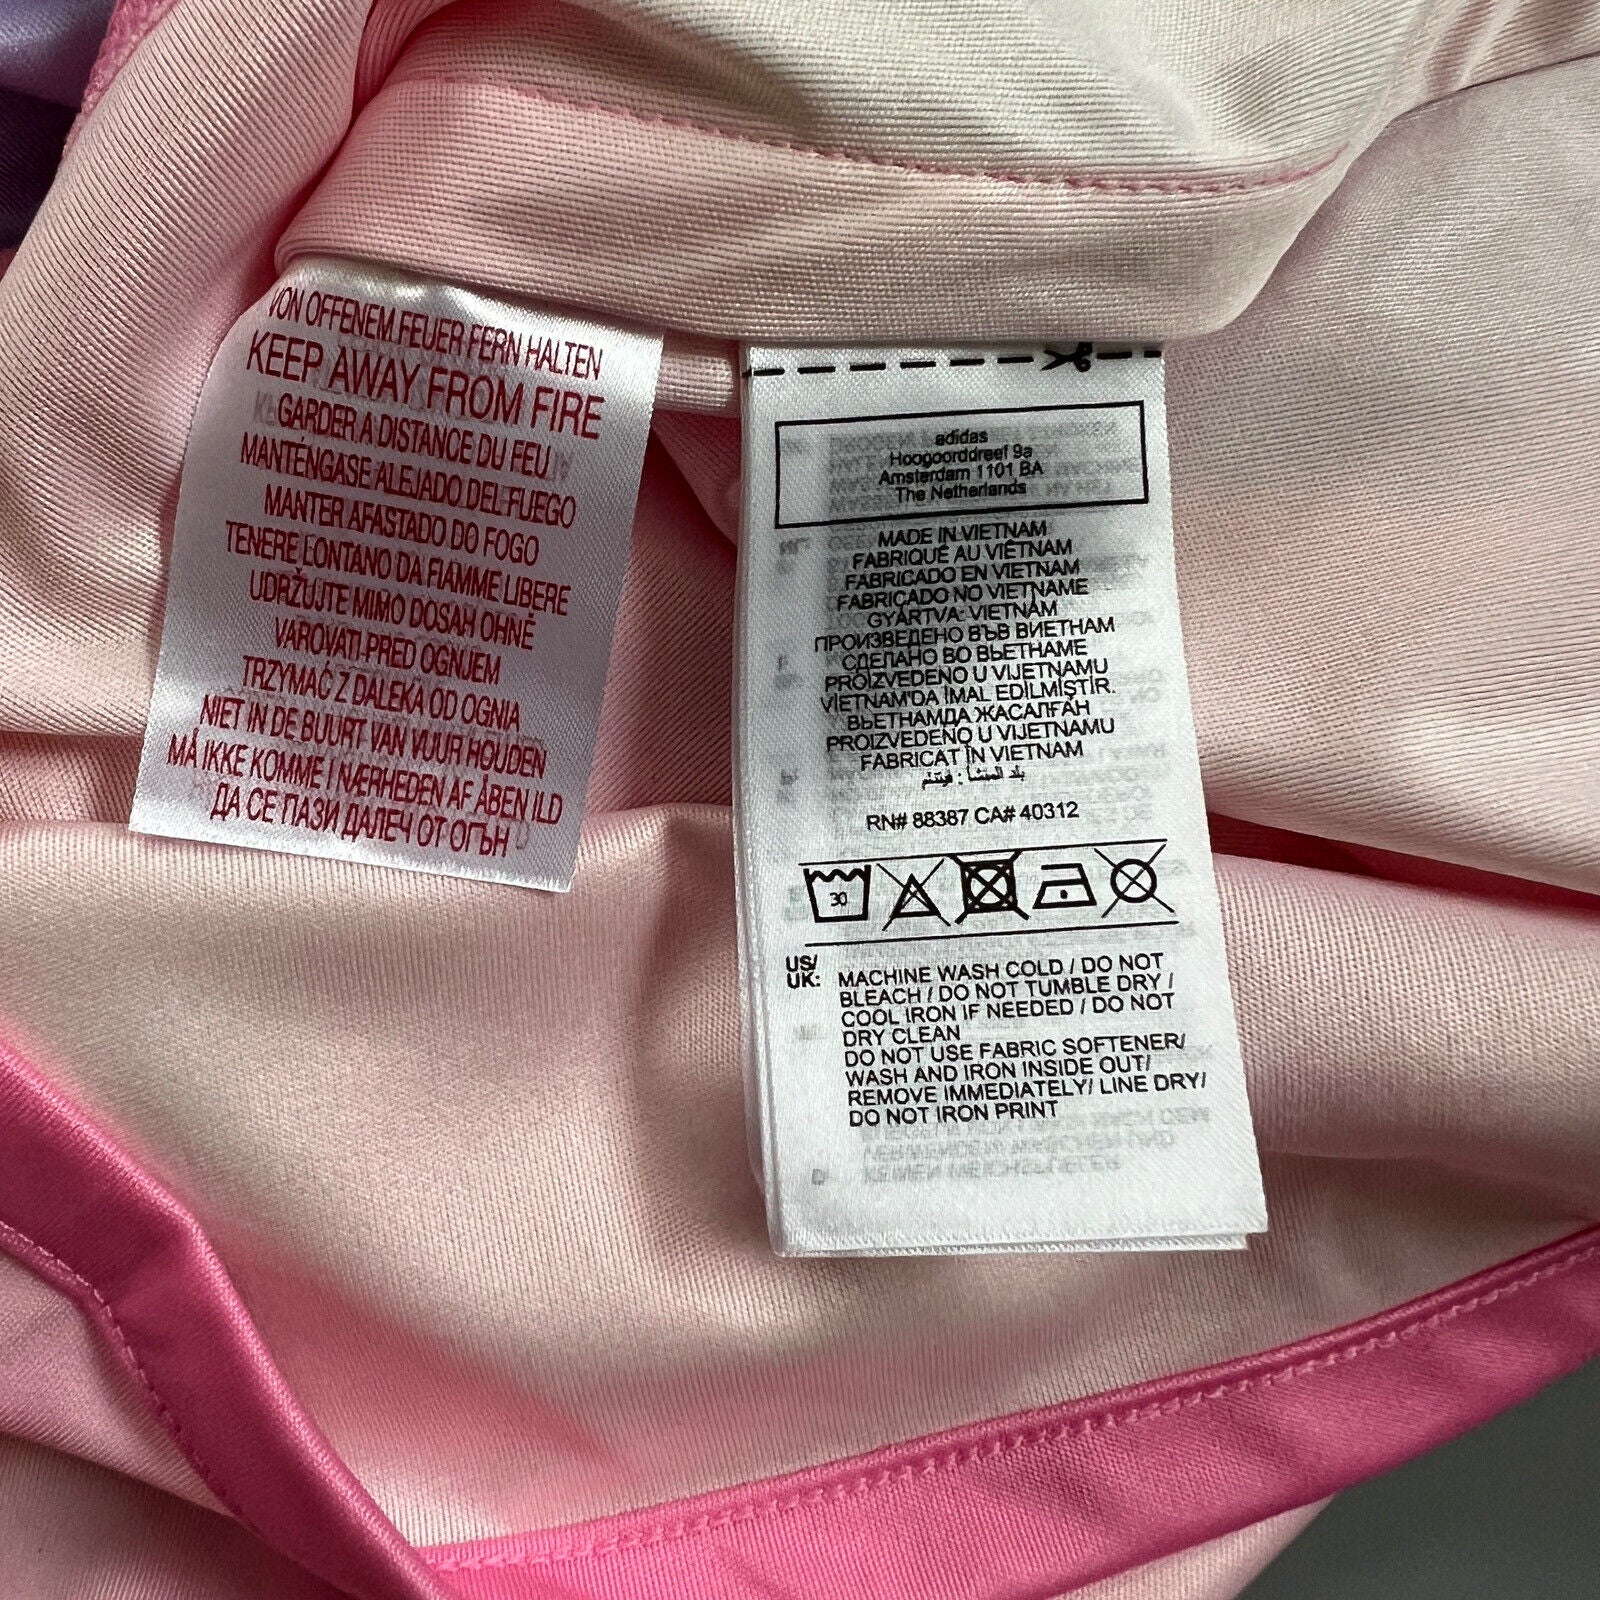 VON OFFENEM FEUER FERN HALTEN
KEEP AWAY FROM FIRE
GARDER A DISTANCE DU FEU
MANTÉNGASE ALEJADO DEL FUEGO
MANTER AFASTADO DO FOGO
TENERE LONTANO DA FIAMME LIBERE
UDRŽUJTE MIMO DOSAH OHNĚ
VAROVATI PRED OGNJEM
TRZYMAĆ Z DALEKA OD OGNIA
NIET IN DE BUURT VAN VUUR HOUDEN
MÅ IKKE KOMME I NÆRHEDEN AF ÅBEN ILD
ДА СЕ ПАЗИ ДАЛЕЧ ОТ ОГЪН
adidas
Hoogoorddreef 9a
Amsterdam 1101 BA
The Netherlands
MADE IN VIETNAM
FABRIQUÉ AU VIÊTNAM
FABRICADO EN VIETNAM
FABRICADO NO VIETNAME
GYÁRTVA: VIETNÁM
ПРОИЗВЕДЕНО ВЪВ ВИЕТНАМ
СДЕЛАНО ВО ВЬЕТНАМЕ
PROIZVEDENO U VIJETNAMU
VİETNAM'DA İMAL EDİLMİŞTİR.
ВЬЕТНАМДА ЖАСАЛҒАН
PROIZVEDENO U VIJETNAMU
FABRICAT ÎN VIETNAM
بلد المنشأ : فيتنام
RN# 88387 CA# 40312
30
US/
UK:
MACHINE WASH COLD / DO NOT
BLEACH / DO NOT TUMBLE DRY /
COOL IRON IF NEEDED / DO NOT
DRY CLEAN
DO NOT USE FABRIC SOFTENER/
WASH AND IRON INSIDE OUT/
REMOVE IMMEDIATELY/ LINE DRY/
DO NOT IRON PRINT